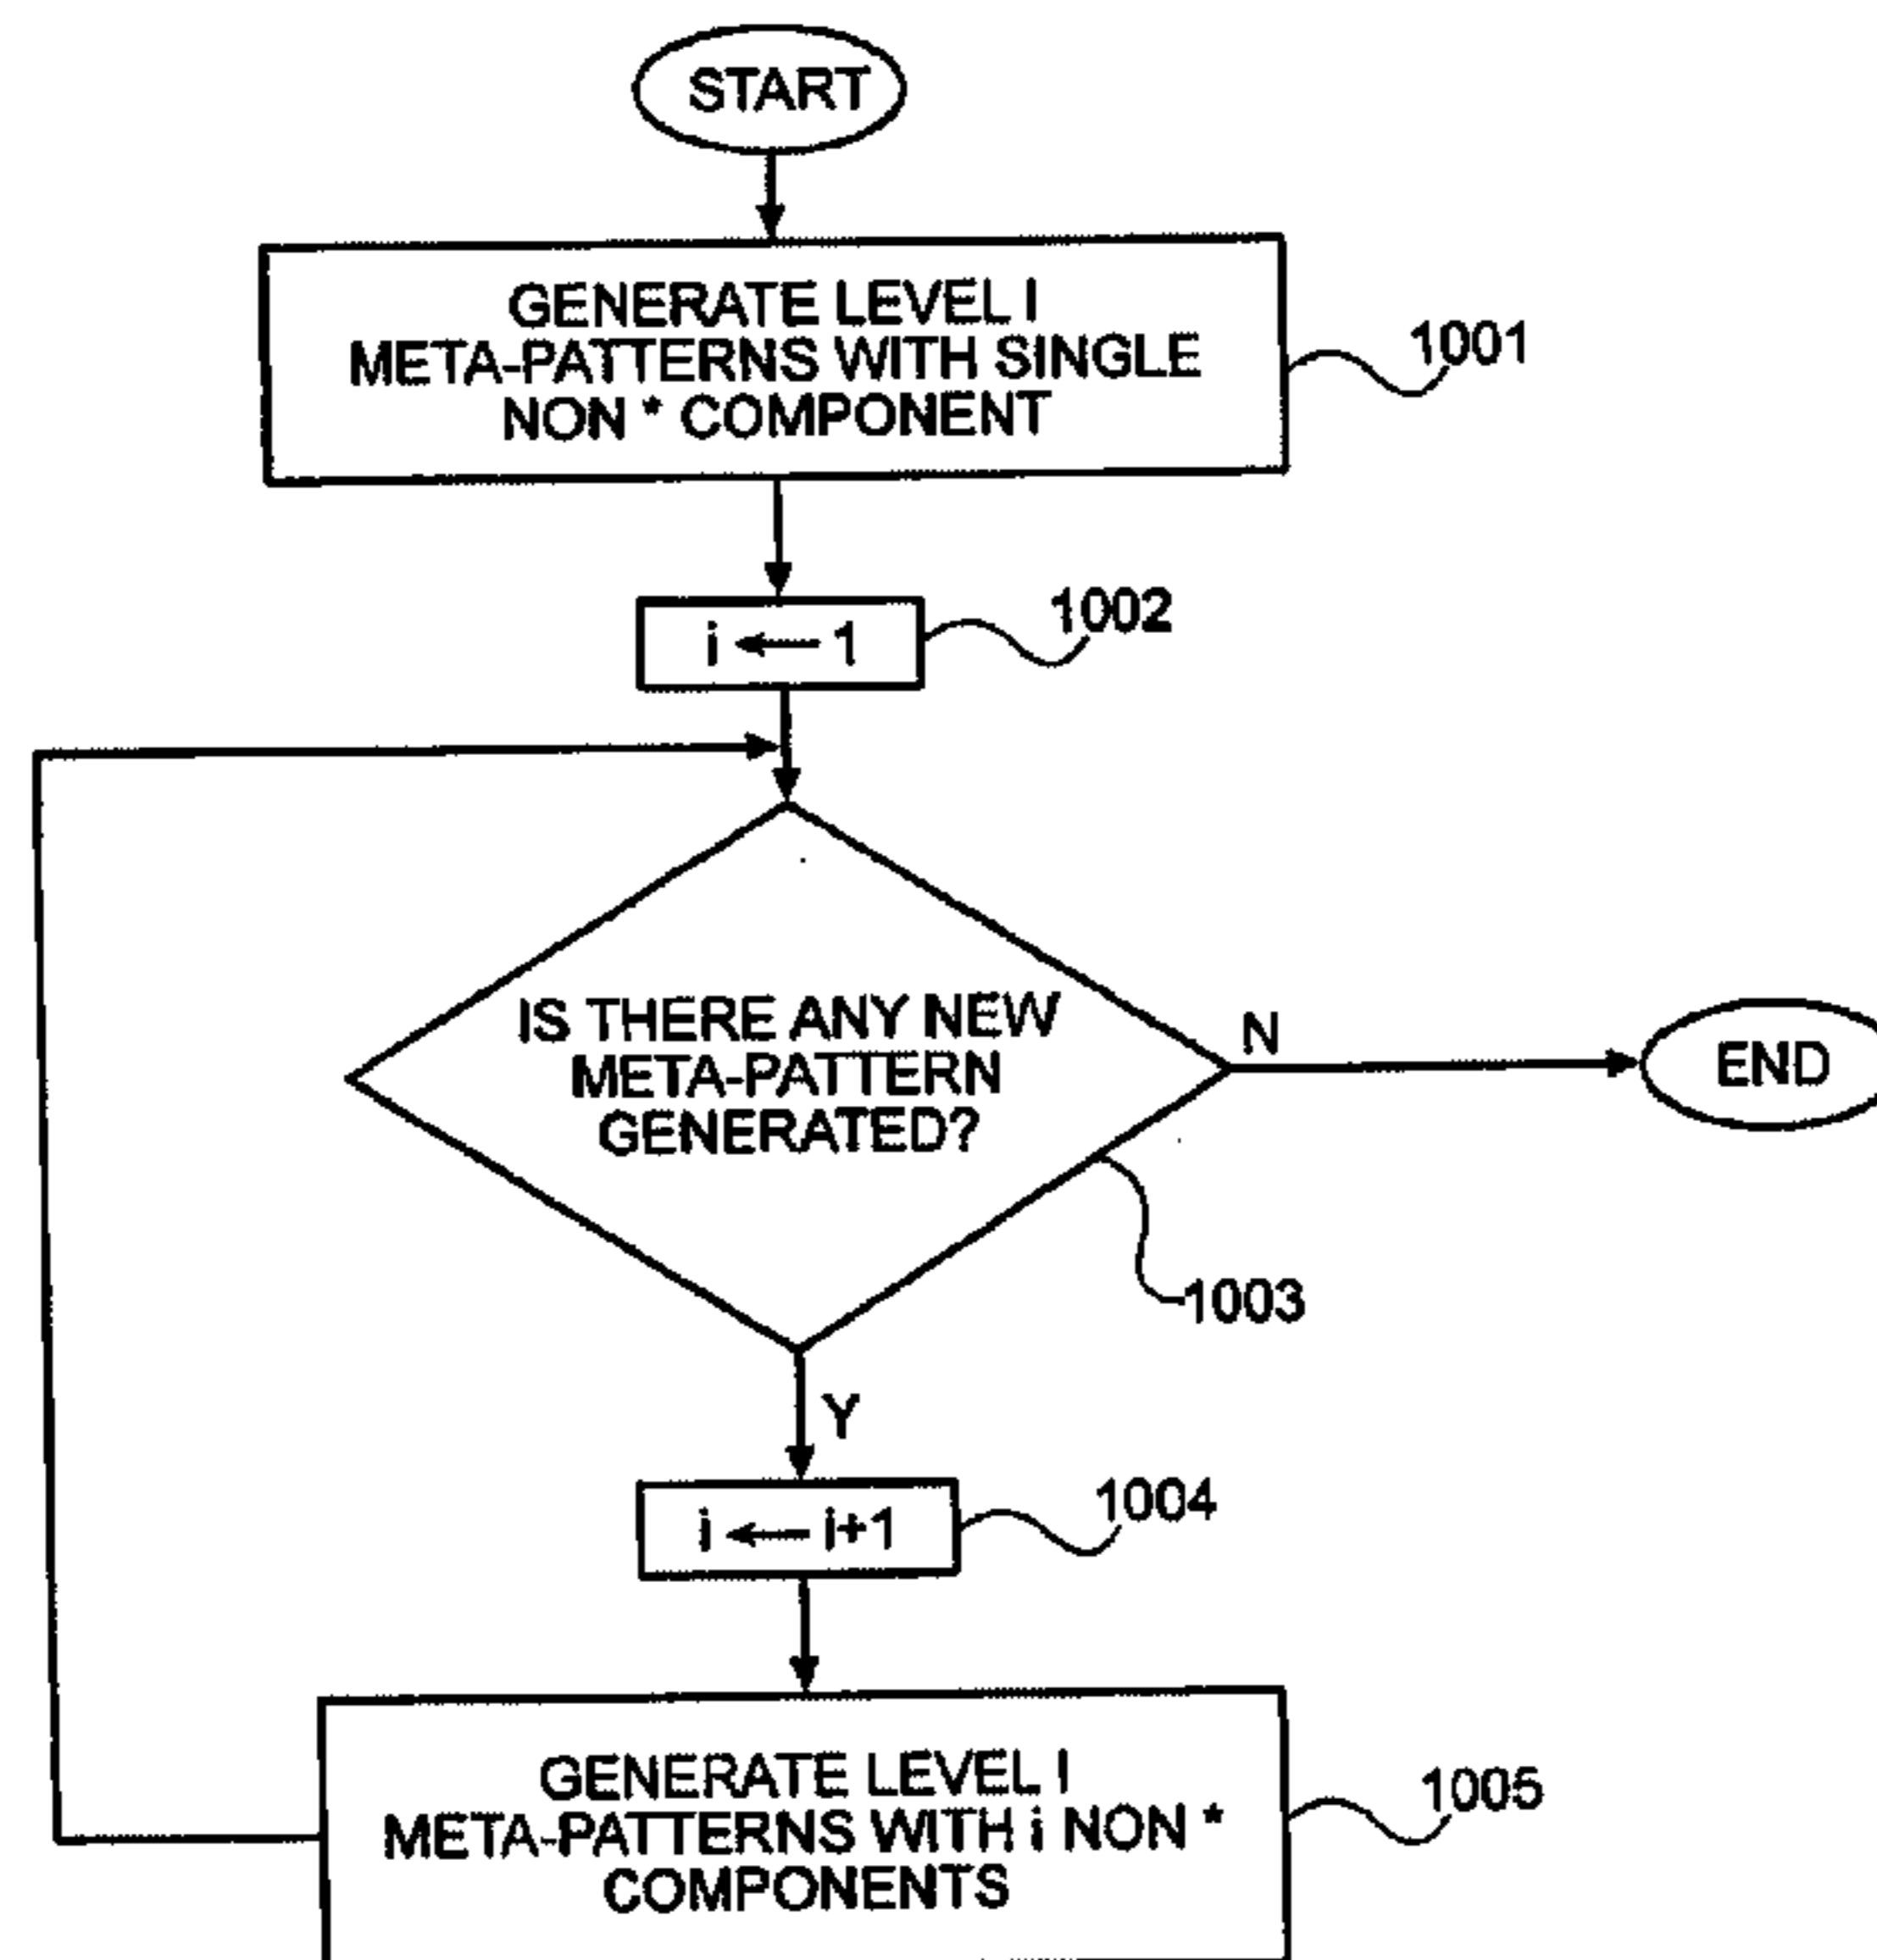 START
GENERATE LEVEL I
META-PATTERNS WITH SINGLE
NON * COMPONENT
1001
i ← 1
1002
IS THERE ANY NEW
META-PATTERN
GENERATED?
N
END
1003
Y
i ← i+1
1004
GENERATE LEVEL I
META-PATTERNS WITH i NON *
COMPONENTS
1005